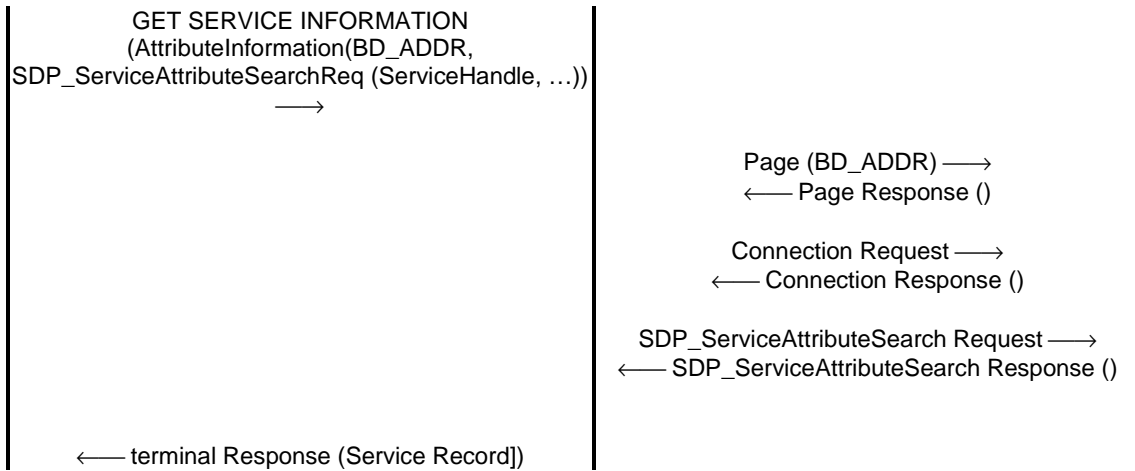 GET SERVICE INFORMATION
(AttributeInformation(BD_ADDR,
SDP_ServiceAttributeSearchReq (ServiceHandle, …))
⟶
Page (BD_ADDR) ⟶
⟵ Page Response ()
Connection Request ⟶
⟵ Connection Response ()
SDP_ServiceAttributeSearch Request ⟶
⟵ SDP_ServiceAttributeSearch Response ()
⟵ terminal Response (Service Record])